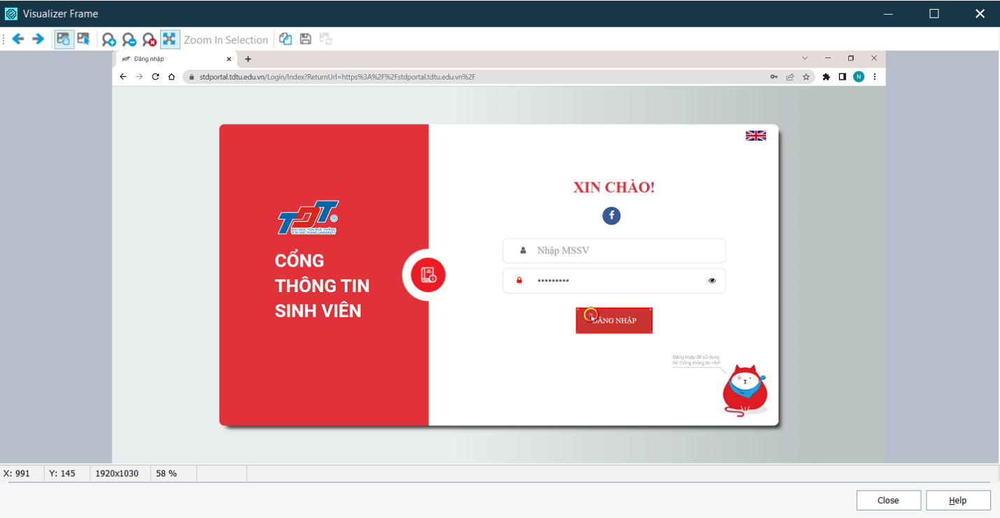 Visualizer Frame
Zoom In Selection
Đăng nhập
stdportal.tdtu.edu.vn/Login/Index?ReturnUrl=https%3A%2F%2Fstdportal.tdtu.edu.vn%2F
N
XIN CHÀO!
f
TDT®
ĐẠI HỌC TÔN ĐỨC THẮNG
TON DUC THANG UNIVERSITY
CỔNG
THÔNG TIN
SINH VIÊN
Nhập MSSV
•••••••••
ĐĂNG NHẬP
Đăng nhập để sử dụng
hệ thống thông tin nhé!
X: 991 Y: 145 1920x1030 58 %
Close Help